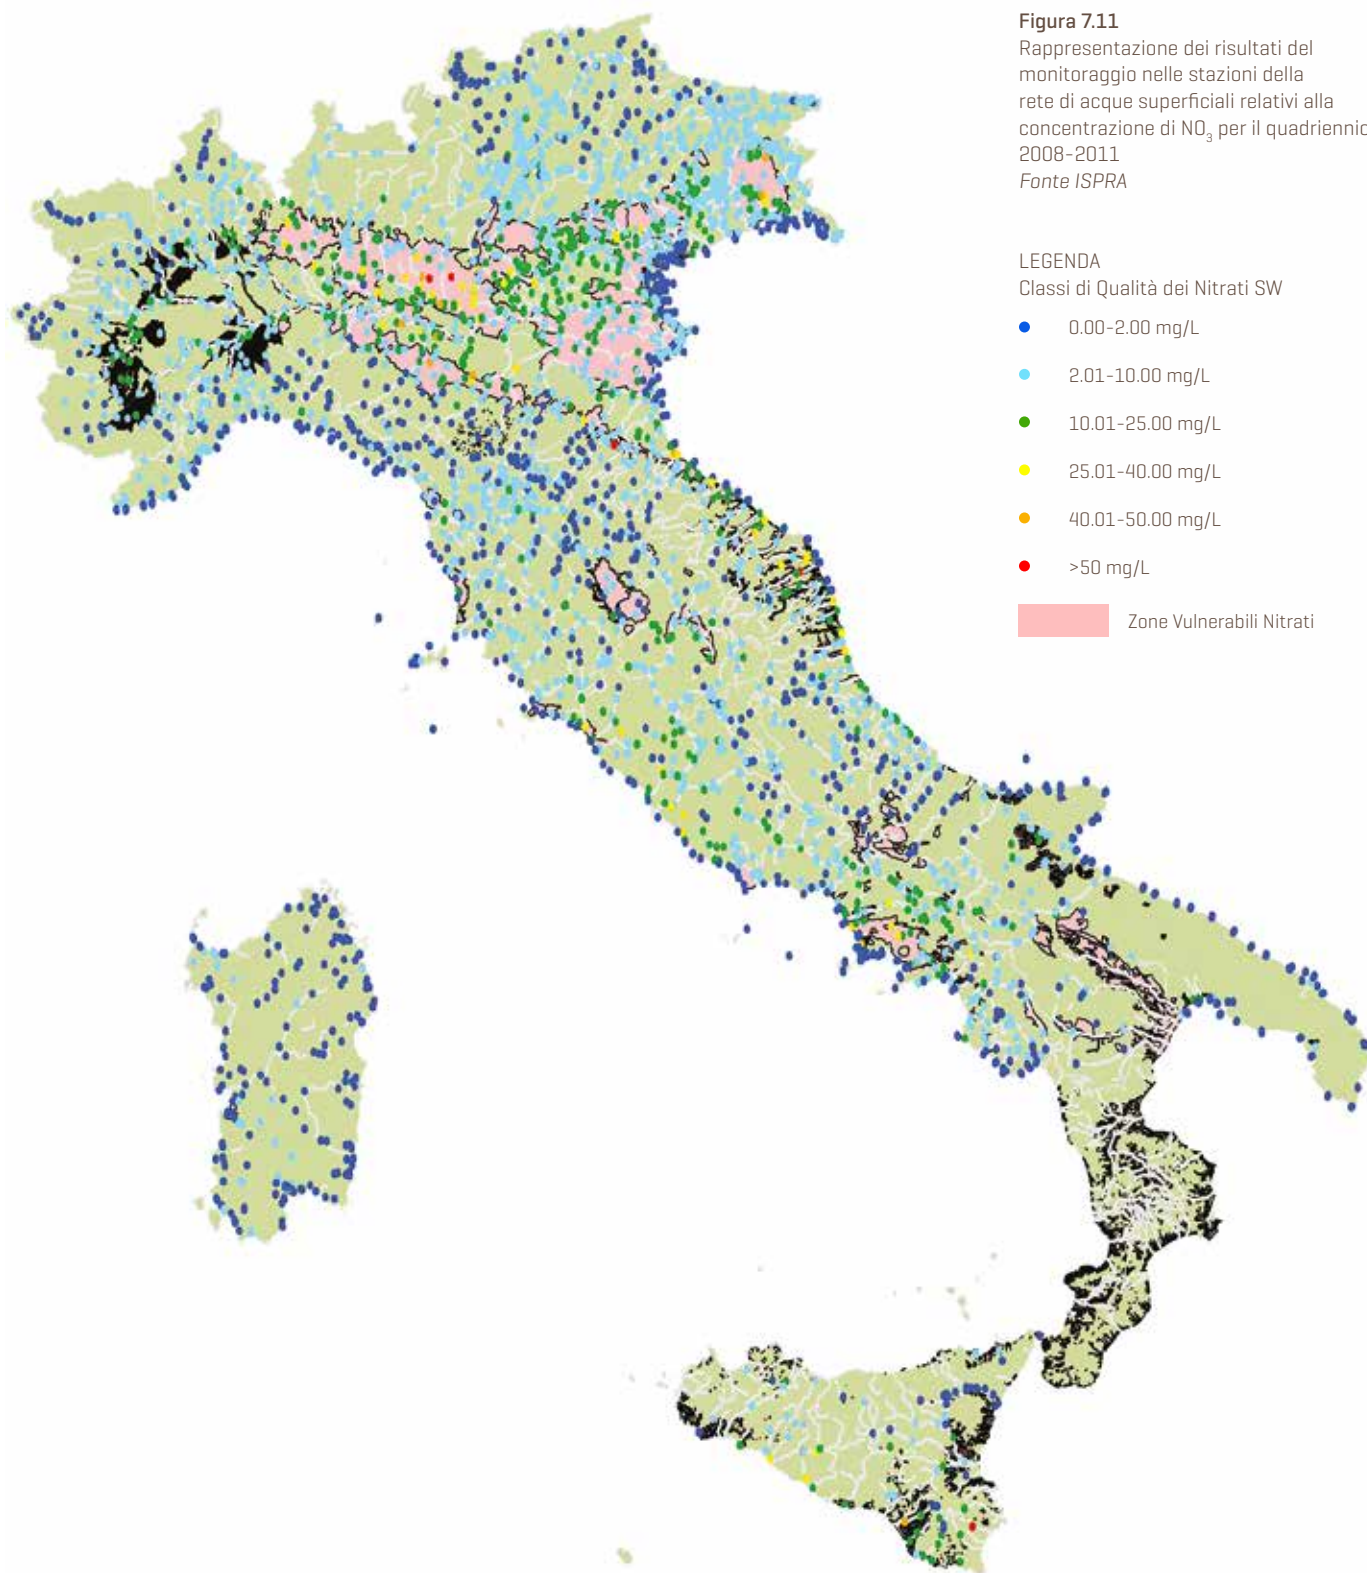 Figura 7.11
Rappresentazione dei risultati del
monitoraggio nelle stazioni della
rete di acque superficiali relativi alla
concentrazione di NO₃ per il quadriennio
2008-2011
Fonte ISPRA
LEGENDA
Classi di Qualità dei Nitrati SW
0.00-2.00 mg/L
2.01-10.00 mg/L
10.01-25.00 mg/L
25.01-40.00 mg/L
40.01-50.00 mg/L
>50 mg/L
Zone Vulnerabili Nitrati